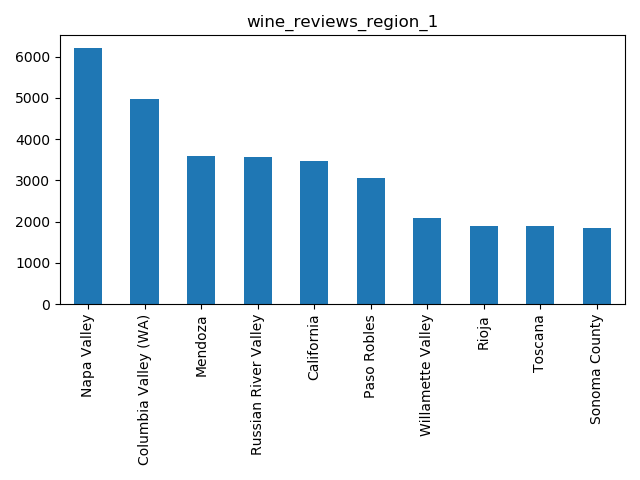 wine_reviews_region_1
6000
5000
4000
3000
2000
1000
0
Napa Valley
Columbia Valley (WA)
Mendoza
Russian River Valley
California
Paso Robles
Willamette Valley
Rioja
Toscana
Sonoma County